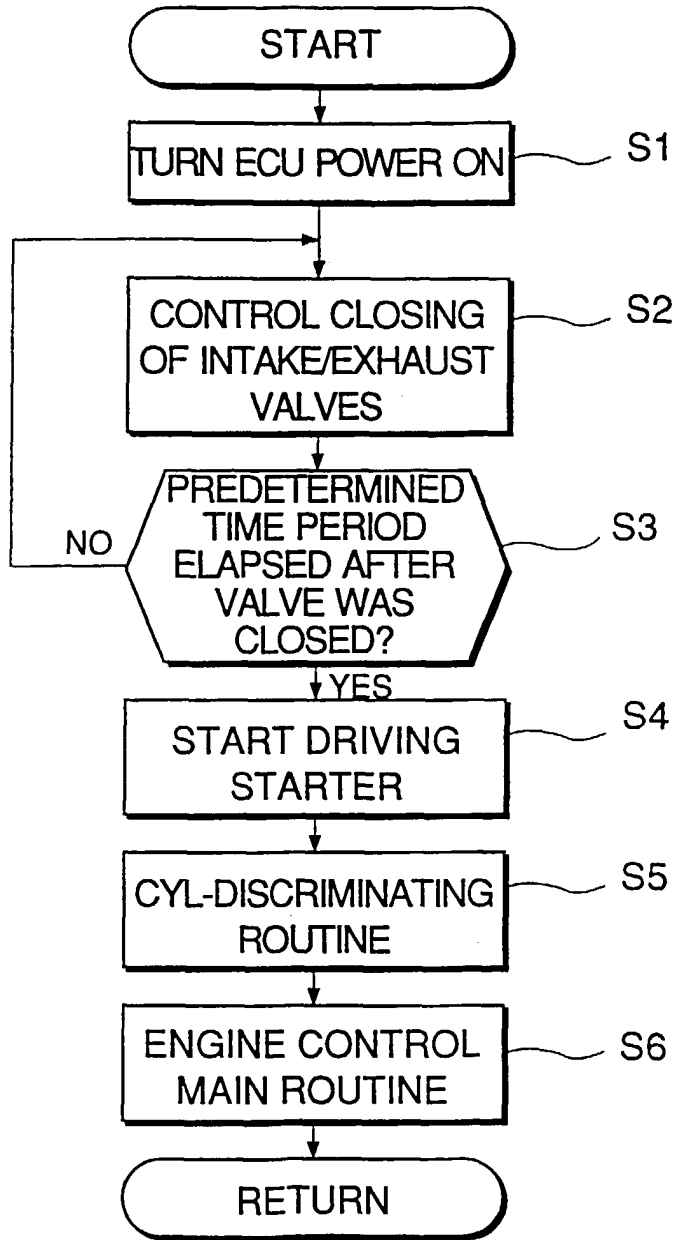 START
TURN ECU POWER ON
S1
CONTROL CLOSING
OF INTAKE/EXHAUST
VALVES
S2
PREDETERMINED
TIME PERIOD
ELAPSED AFTER
VALVE WAS
CLOSED?
S3
NO
YES
START DRIVING
STARTER
S4
CYL-DISCRIMINATING
ROUTINE
S5
ENGINE CONTROL
MAIN ROUTINE
S6
RETURN